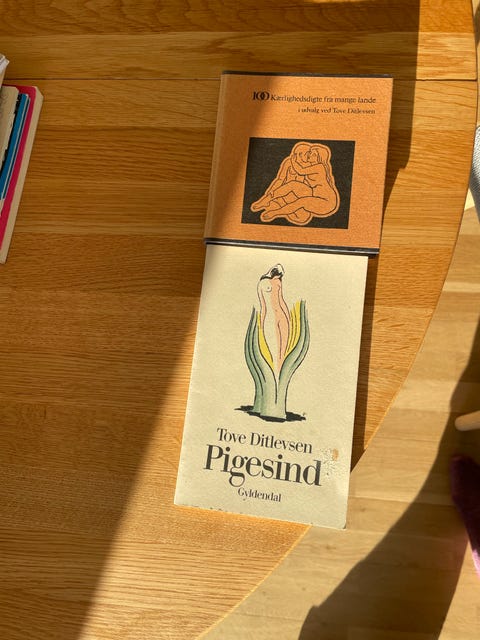 100 Kærlighedsdigte fra mange lande
i udvalg ved Tove Ditlevsen
Tove Ditlevsen
Pigesind
Gyldendal